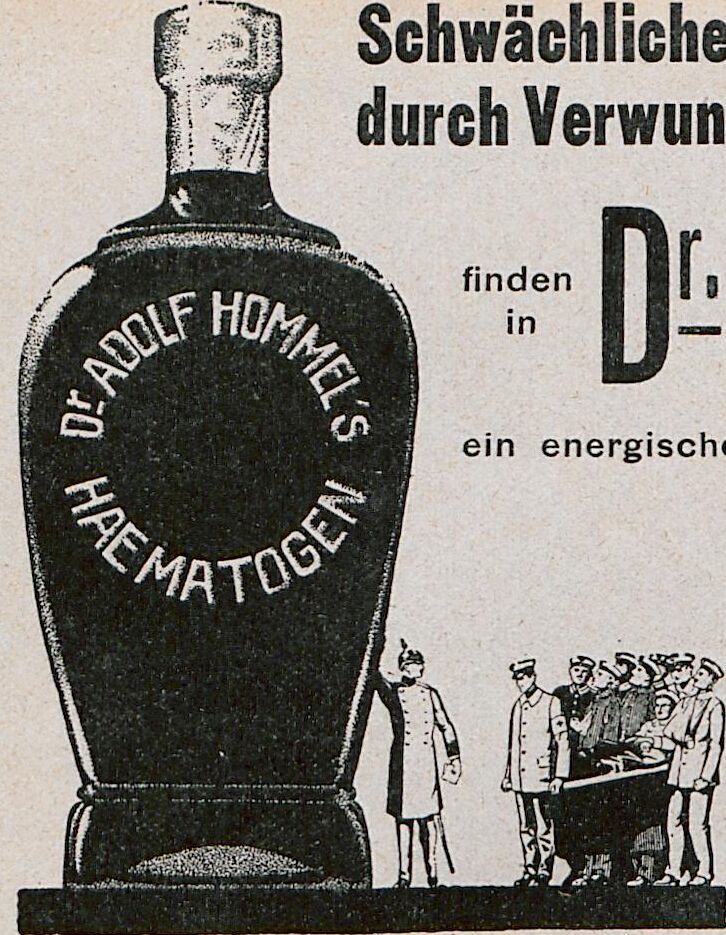 Schwächliche
durch Verwun
finden
in
Dr.
ein energische
Dr. ADOLF HOMMEL'S
HAEMATOGEN